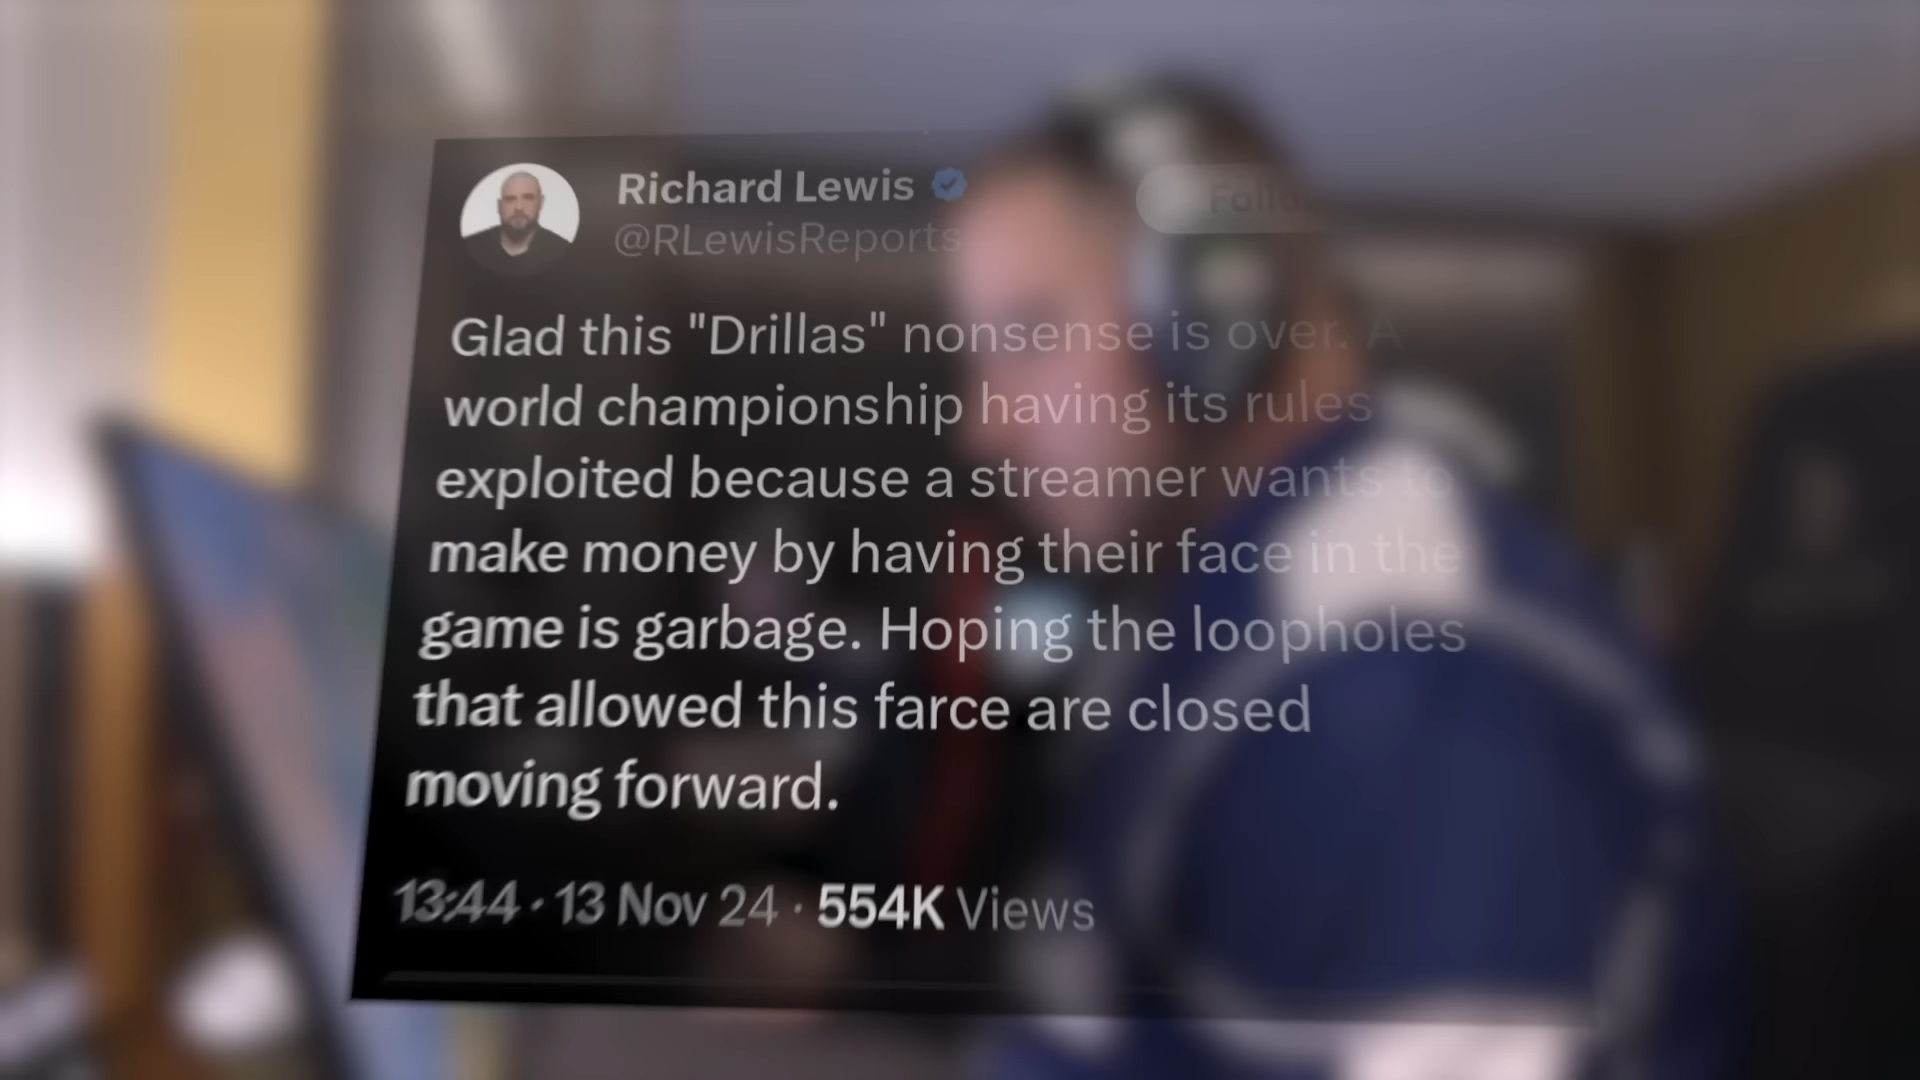 Richard Lewis
@RLewisReports
Follow
Glad this "Drillas" nonsense is over. A
world championship having its rules
exploited because a streamer wants to
make money by having their face in the
game is garbage. Hoping the loopholes
that allowed this farce are closed
moving forward.
13:44 · 13 Nov 24 · 554K Views